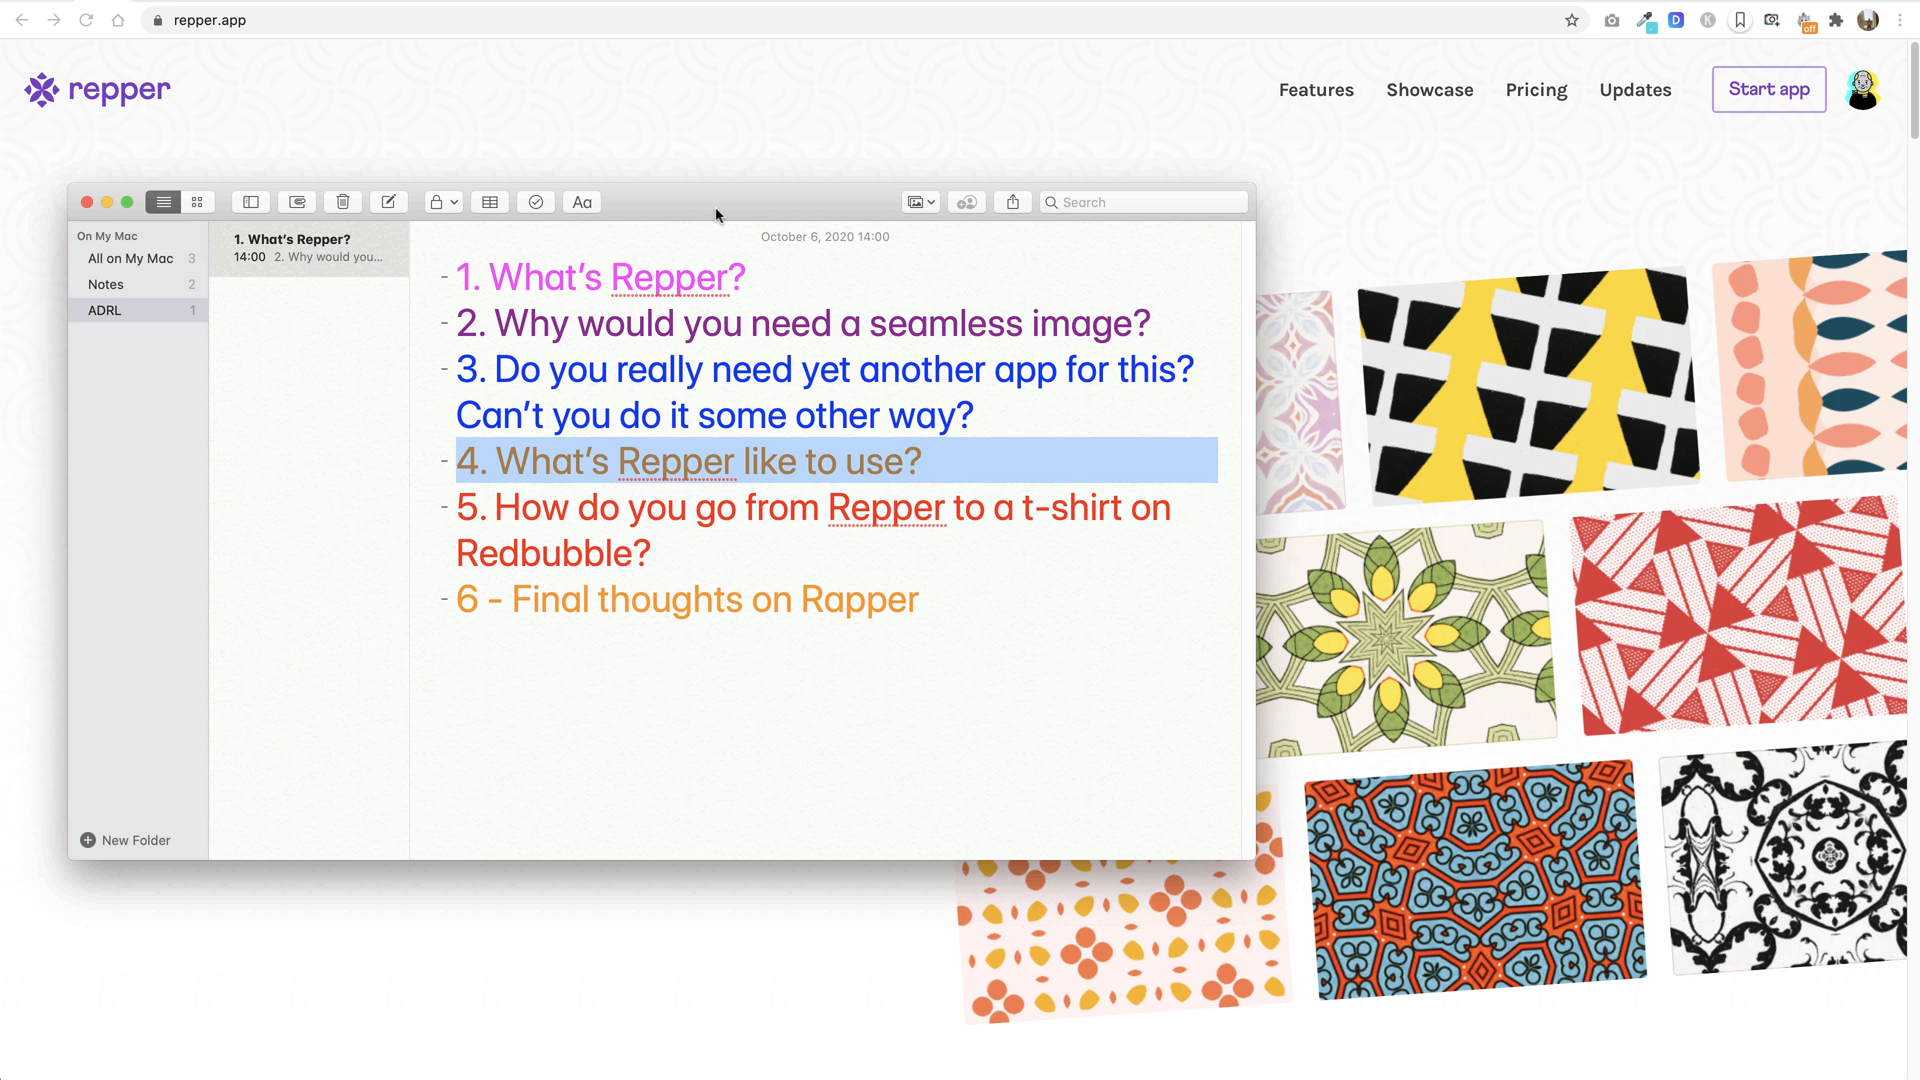 repper.app
off
repper
Features
Showcase
Pricing
Updates
Start app
Aa
Search
On My Mac
All on My Mac 3
Notes 2
ADRL 1
1. What's Repper?
14:00 2. Why would you...
October 6, 2020 14:00
- 1. What's Repper?
- 2. Why would you need a seamless image?
- 3. Do you really need yet another app for this?
Can't you do it some other way?
- 4. What's Repper like to use?
- 5. How do you go from Repper to a t-shirt on
Redbubble?
- 6 - Final thoughts on Rapper
New Folder